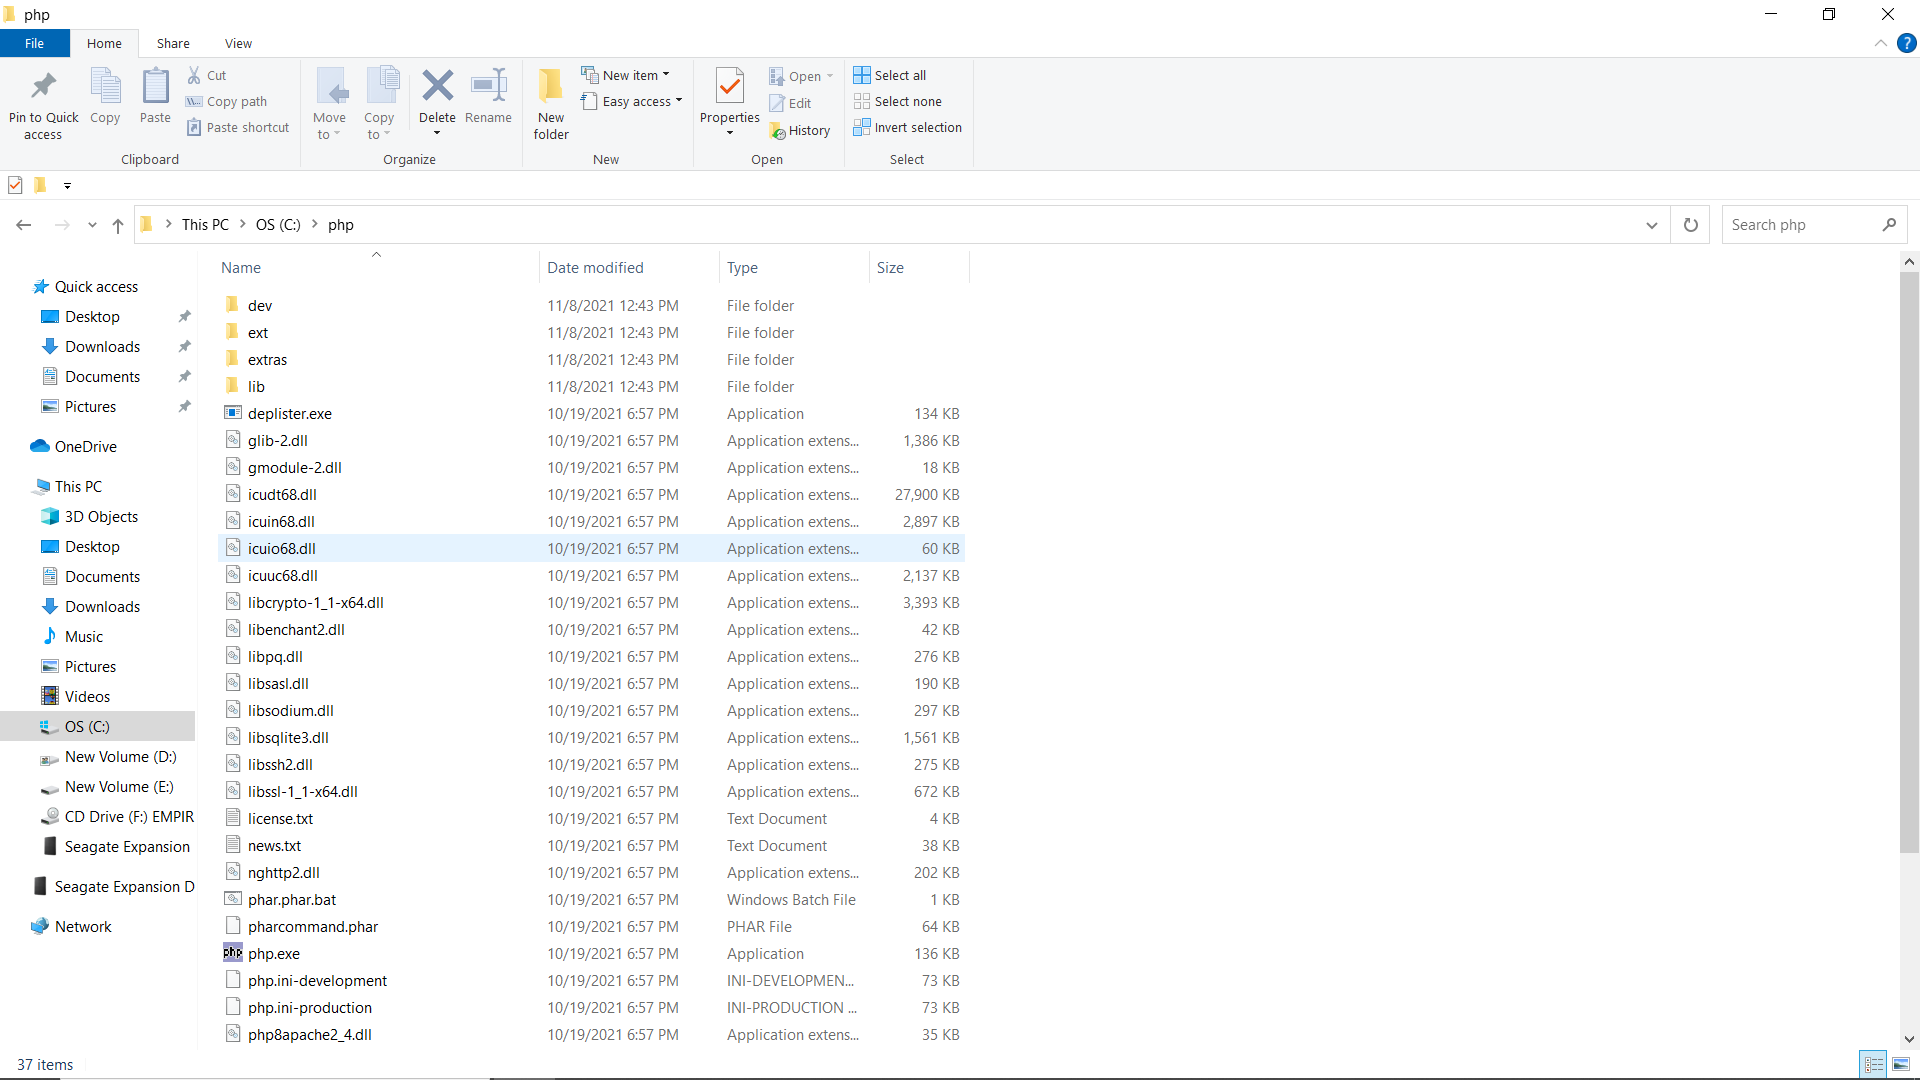 php
File Home Share View
Pin to Quick access
Copy
Paste
Cut
Copy path
Paste shortcut
Clipboard
Move to
Copy to
Delete
Rename
Organize
New folder
New item
Easy access
New
Properties
Open
Edit
History
Open
Select all
Select none
Invert selection
Select
This PC OS (C:) php
Search php
Quick access
Desktop
Downloads
Documents
Pictures
OneDrive
This PC
3D Objects
Desktop
Documents
Downloads
Music
Pictures
Videos
OS (C:)
New Volume (D:)
New Volume (E:)
CD Drive (F:) EMPIR
Seagate Expansion
Seagate Expansion D
Network
Name Date modified Type Size
dev 11/8/2021 12:43 PM File folder
ext 11/8/2021 12:43 PM File folder
extras 11/8/2021 12:43 PM File folder
lib 11/8/2021 12:43 PM File folder
deplister.exe 10/19/2021 6:57 PM Application 134 KB
glib-2.dll 10/19/2021 6:57 PM Application extens... 1,386 KB
gmodule-2.dll 10/19/2021 6:57 PM Application extens... 18 KB
icudt68.dll 10/19/2021 6:57 PM Application extens... 27,900 KB
icuin68.dll 10/19/2021 6:57 PM Application extens... 2,897 KB
icuio68.dll 10/19/2021 6:57 PM Application extens... 60 KB
icuuc68.dll 10/19/2021 6:57 PM Application extens... 2,137 KB
libcrypto-1_1-x64.dll 10/19/2021 6:57 PM Application extens... 3,393 KB
libenchant2.dll 10/19/2021 6:57 PM Application extens... 42 KB
libpq.dll 10/19/2021 6:57 PM Application extens... 276 KB
libsasl.dll 10/19/2021 6:57 PM Application extens... 190 KB
libsodium.dll 10/19/2021 6:57 PM Application extens... 297 KB
libsqlite3.dll 10/19/2021 6:57 PM Application extens... 1,561 KB
libssh2.dll 10/19/2021 6:57 PM Application extens... 275 KB
libssl-1_1-x64.dll 10/19/2021 6:57 PM Application extens... 672 KB
license.txt 10/19/2021 6:57 PM Text Document 4 KB
news.txt 10/19/2021 6:57 PM Text Document 38 KB
nghttp2.dll 10/19/2021 6:57 PM Application extens... 202 KB
phar.phar.bat 10/19/2021 6:57 PM Windows Batch File 1 KB
pharcommand.phar 10/19/2021 6:57 PM PHAR File 64 KB
php php.exe 10/19/2021 6:57 PM Application 136 KB
php.ini-development 10/19/2021 6:57 PM INI-DEVELOPMEN... 73 KB
php.ini-production 10/19/2021 6:57 PM INI-PRODUCTION ... 73 KB
php8apache2_4.dll 10/19/2021 6:57 PM Application extens... 35 KB
37 items